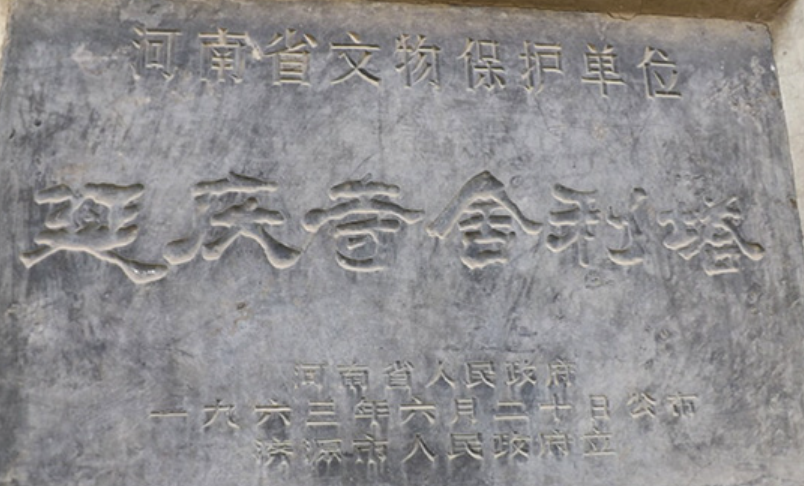 河南省文物保护单位
延庆寺舍利塔
河南省人民政府
一九六三年六月二十日公布
济源市人民政府立